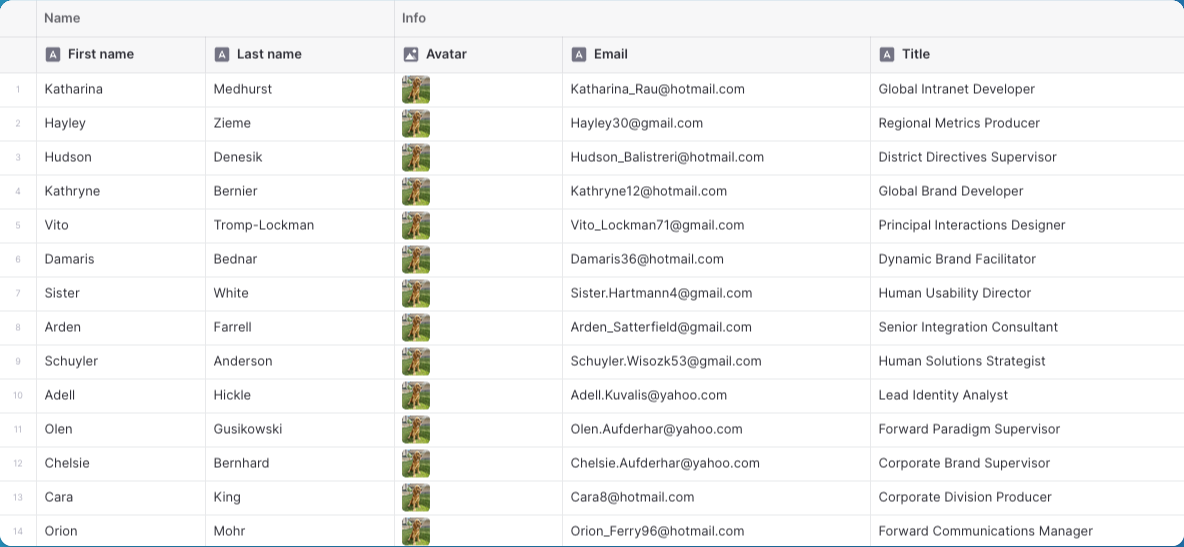 Name Info
First name Last name Avatar Email Title
1 Katharina Medhurst Katharina_Rau@hotmail.com Global Intranet Developer
2 Hayley Zieme Hayley30@gmail.com Regional Metrics Producer
3 Hudson Denesik Hudson_Balistreri@hotmail.com District Directives Supervisor
4 Kathryne Bernier Kathryne12@hotmail.com Global Brand Developer
5 Vito Tromp-Lockman Vito_Lockman71@gmail.com Principal Interactions Designer
6 Damaris Bednar Damaris36@hotmail.com Dynamic Brand Facilitator
7 Sister White Sister.Hartmann4@gmail.com Human Usability Director
8 Arden Farrell Arden_Satterfield@gmail.com Senior Integration Consultant
9 Schuyler Anderson Schuyler.Wisozk53@gmail.com Human Solutions Strategist
10 Adell Hickle Adell.Kuvalis@yahoo.com Lead Identity Analyst
11 Olen Gusikowski Olen.Aufderhar@yahoo.com Forward Paradigm Supervisor
12 Chelsie Bernhard Chelsie.Aufderhar@yahoo.com Corporate Brand Supervisor
13 Cara King Cara8@hotmail.com Corporate Division Producer
14 Orion Mohr Orion_Ferry96@hotmail.com Forward Communications Manager